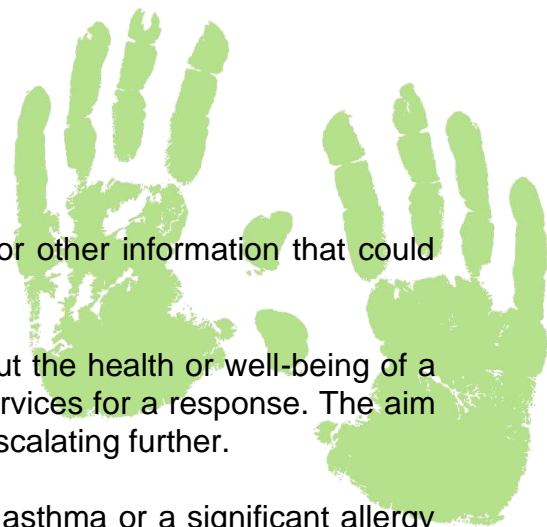 or other information that could
ut the health or well-being of a
ervices for a response. The aim
scalating further.
asthma or a significant allergy